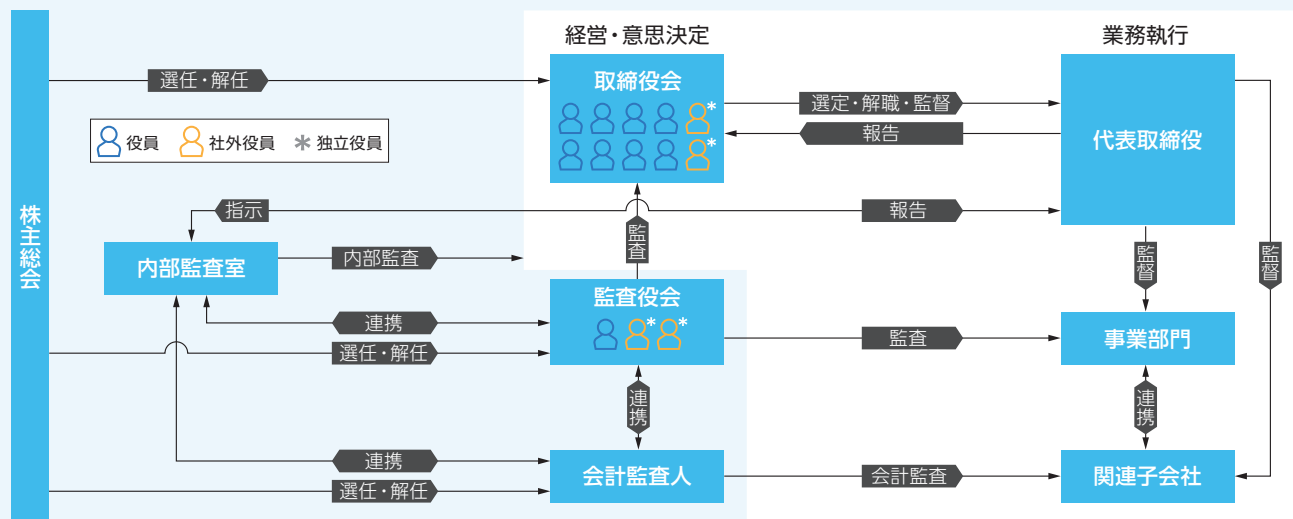 経営・意思決定
業務執行
株主総会
選任・解任
取締役会
*
*
選定・解職・監督
報告
代表取締役
役員
社外役員
* 独立役員
指示
報告
監査
内部監査室
内部監査
監督
監督
監査役会
* *
連携
選任・解任
監査
事業部門
連携
連携
連携
選任・解任
会計監査人
会計監査
関連子会社